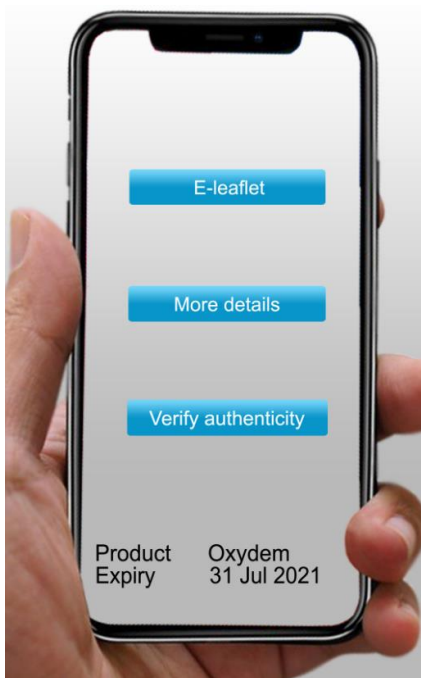 E-leaflet
More details
Verify authenticity
Product Oxydem
Expiry 31 Jul 2021